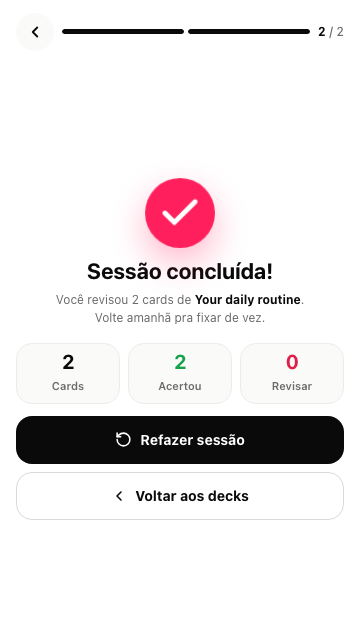 2 / 2
Sessão concluída!
Você revisou 2 cards de Your daily routine.
Volte amanhã pra fixar de vez.
2
Cards
2
Acertou
0
Revisar
Refazer sessão
Voltar aos decks